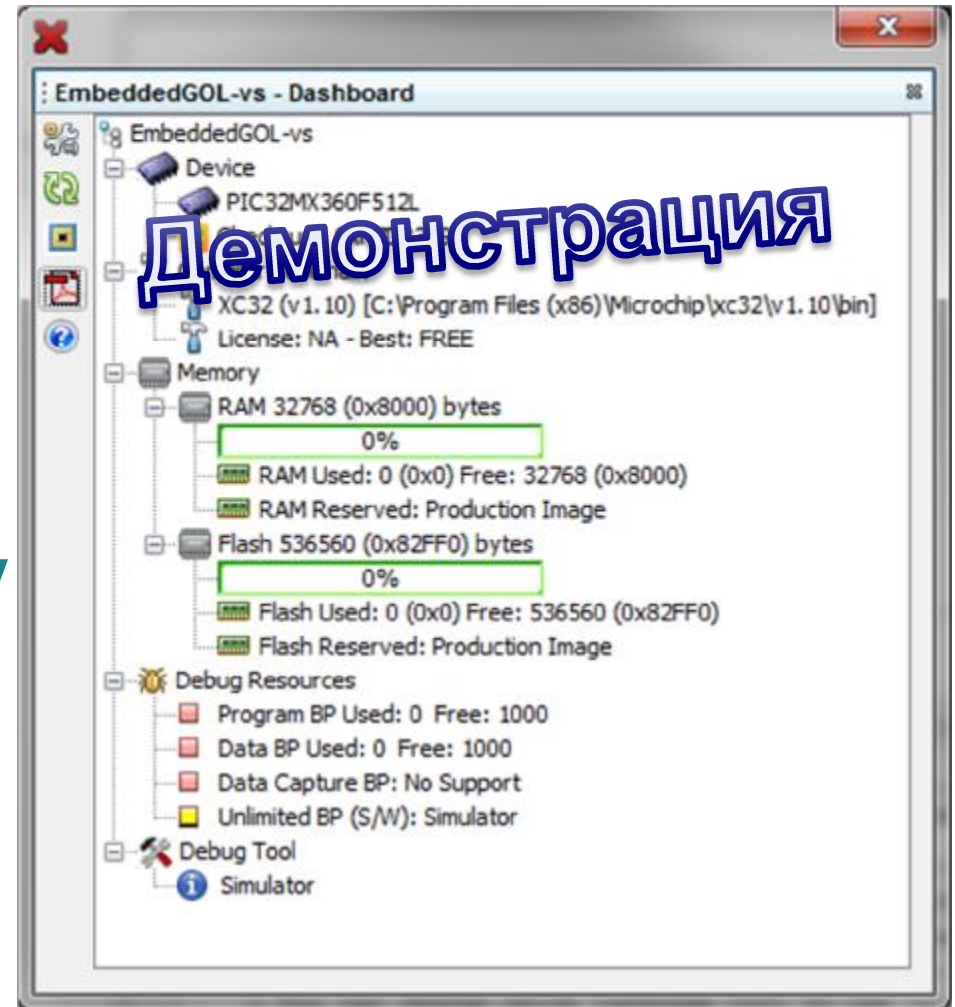 EmbeddedGOL-vs - Dashboard
EmbeddedGOL-vs
Device
PIC32MX360F512L
Демонстрация
XC32 (v1.10) [C:\Program Files (x86)\Microchip\xc32\v1.10\bin]
License: NA - Best: FREE
Memory
RAM 32768 (0x8000) bytes
0%
RAM Used: 0 (0x0) Free: 32768 (0x8000)
RAM Reserved: Production Image
Flash 536560 (0x82FF0) bytes
0%
Flash Used: 0 (0x0) Free: 536560 (0x82FF0)
Flash Reserved: Production Image
Debug Resources
Program BP Used: 0 Free: 1000
Data BP Used: 0 Free: 1000
Data Capture BP: No Support
Unlimited BP (S/W): Simulator
Debug Tool
Simulator